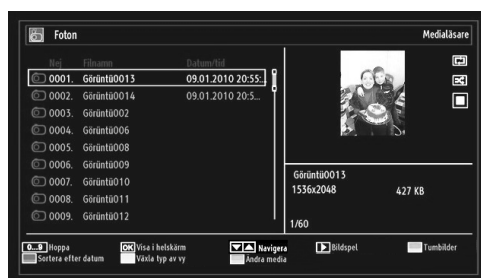 Foton Medialäsare
Nej Filnamn Datum/tid
0001. Görüntü0013 09.01.2010 20:55:..
0002. Görüntü0014 09.01.2010 20:5...
0003. Görüntü002
0004. Görüntü006
0005. Görüntü008
0006. Görüntü009
0007. Görüntü010
0008. Görüntü011
0009. Görüntü012
Görüntü0013
1536x2048 427 KB
1/60
0...9 Hoppa OK Visa i helskärm Navigera Bildspel Tumbilder
Sortera efter datum Växla typ av vy Andra media